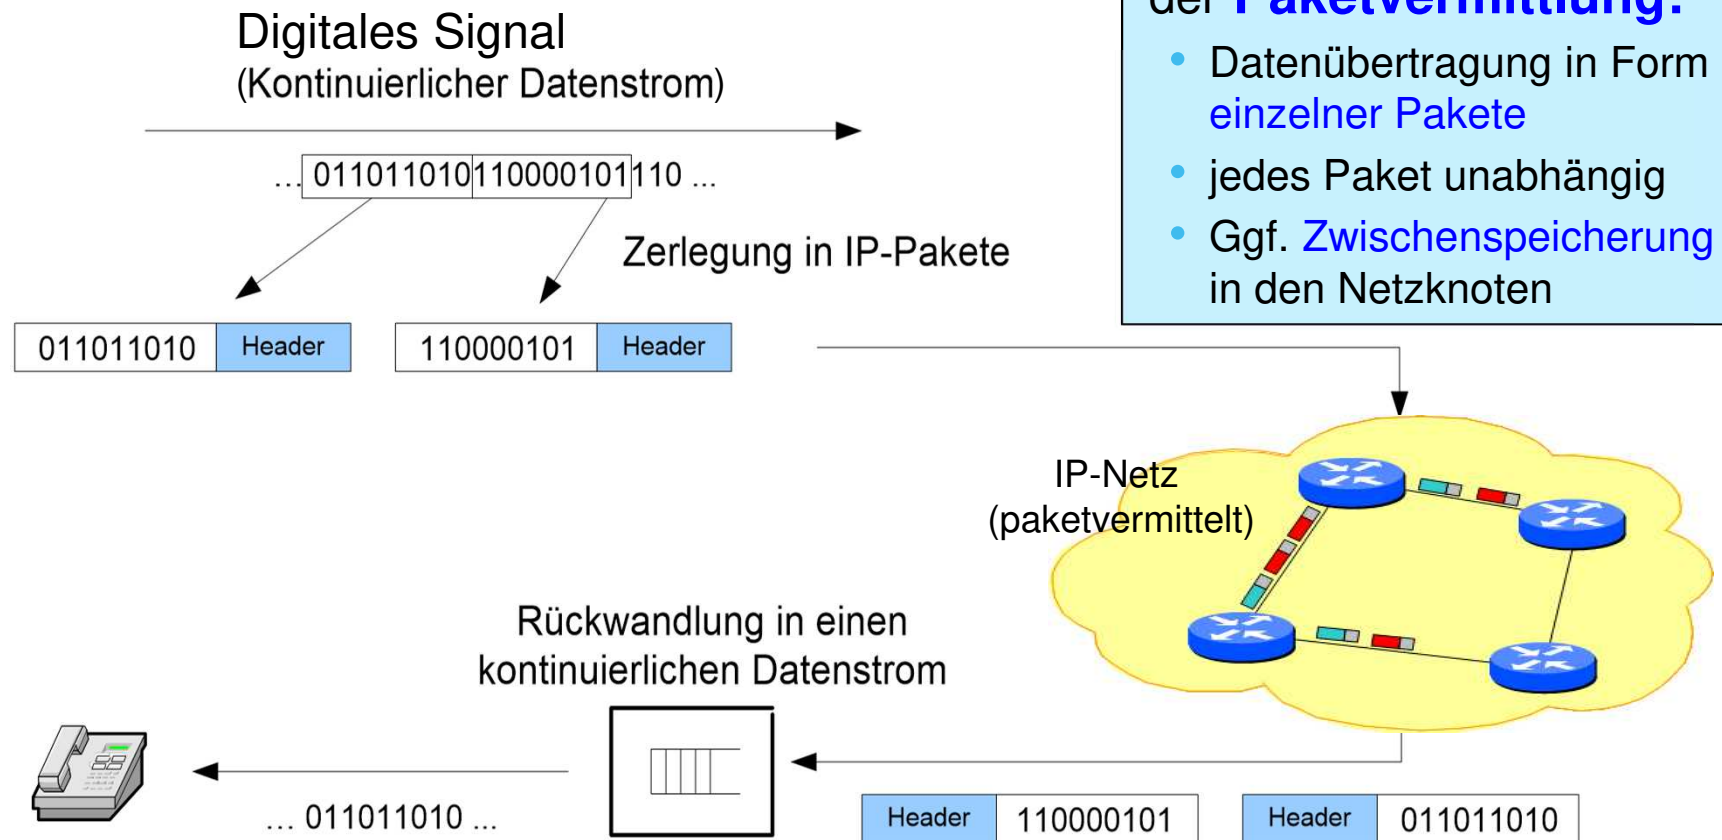 Digitales Signal
(Kontinuierlicher Datenstrom)
... 011011010110000101110 ...
Zerlegung in IP-Pakete
011011010 Header
110000101 Header
der Paketvermittlung:
• Datenübertragung in Form
einzelner Pakete
• jedes Paket unabhängig
• Ggf. Zwischenspeicherung
in den Netzknoten
IP-Netz
(paketvermittelt)
Rückwandlung in einen
kontinuierlichen Datenstrom
... 011011010 ...
Header 110000101
Header 011011010